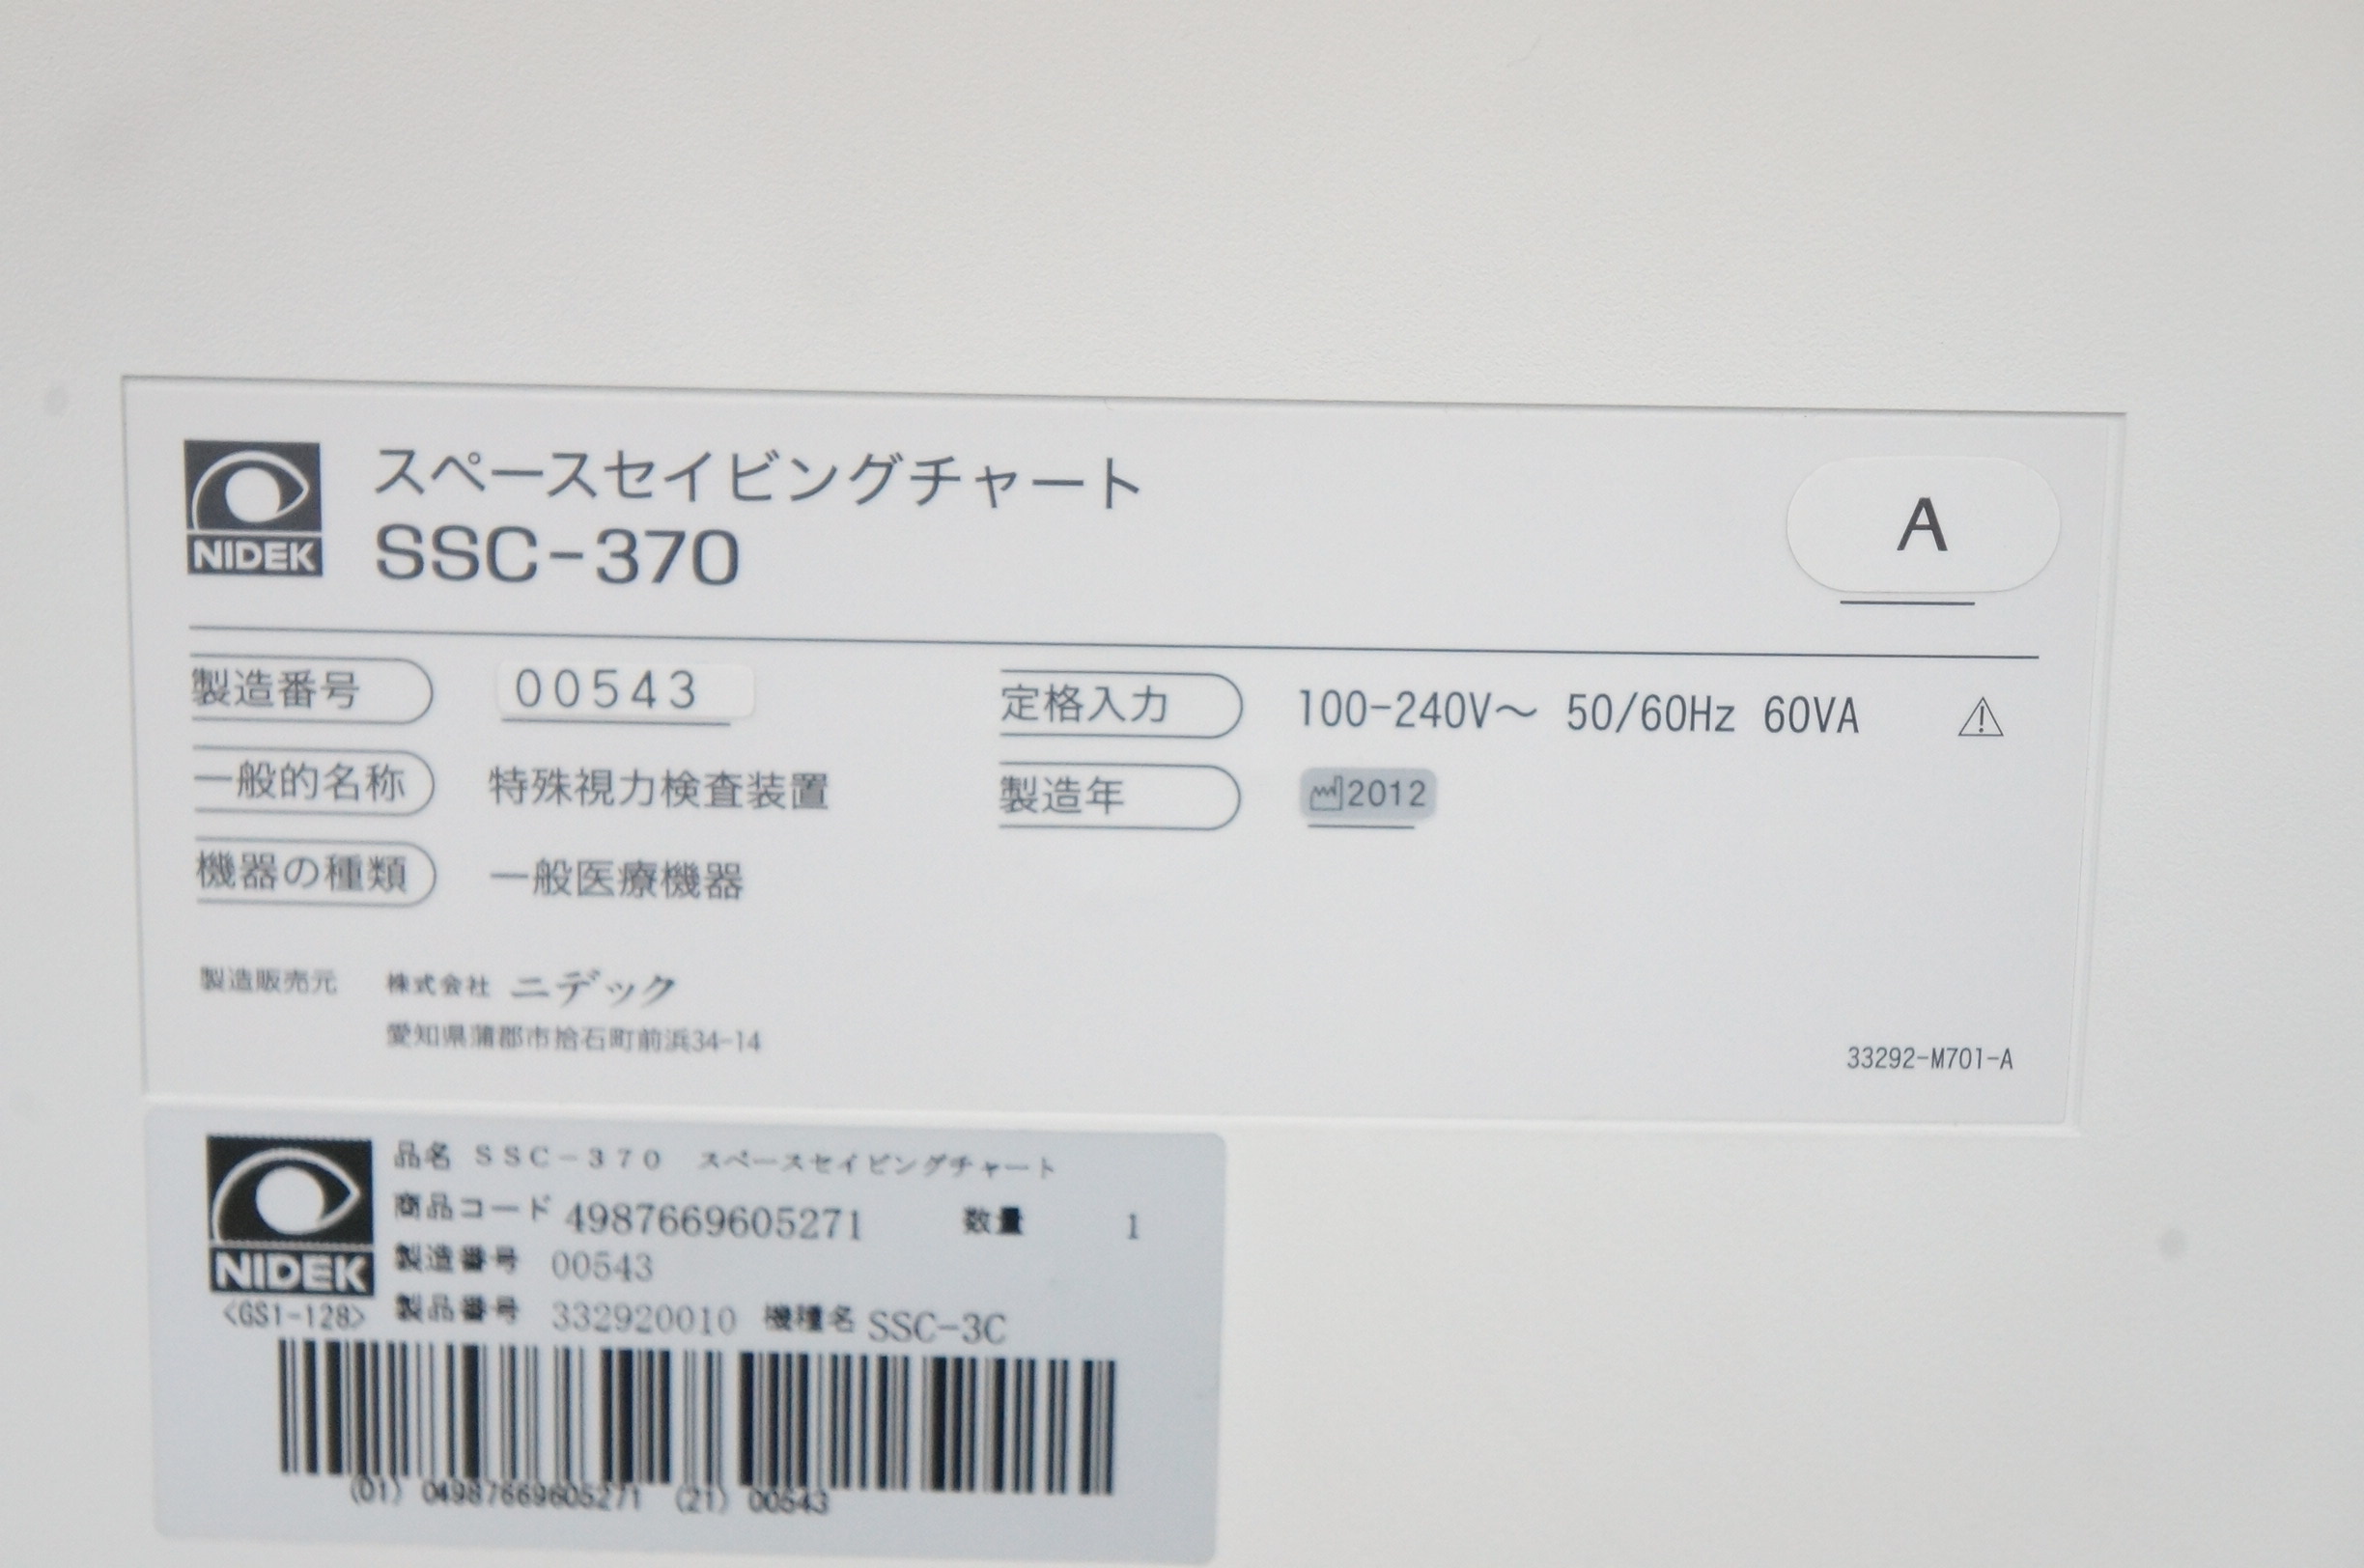 スペースセイビングチャート
NIDEK SSC-370
A
製造番号 00543 定格入力 100-240V～ 50/60Hz 60VA
一般的名称 特殊視力検査装置 製造年 2012
機器の種類 一般医療機器
製造販売元 株式会社 ニデック
愛知県蒲郡市拾石町前浜34-14
33292-M701-A
品名 SSC-370 スペースセイビングチャート
商品コード 4987669605271 数量 1
製造番号 00543
NIDEK
<GS1-128> 製品番号 332920010 機種名 SSC-3C
(01) 04987669605271 (21) 00543